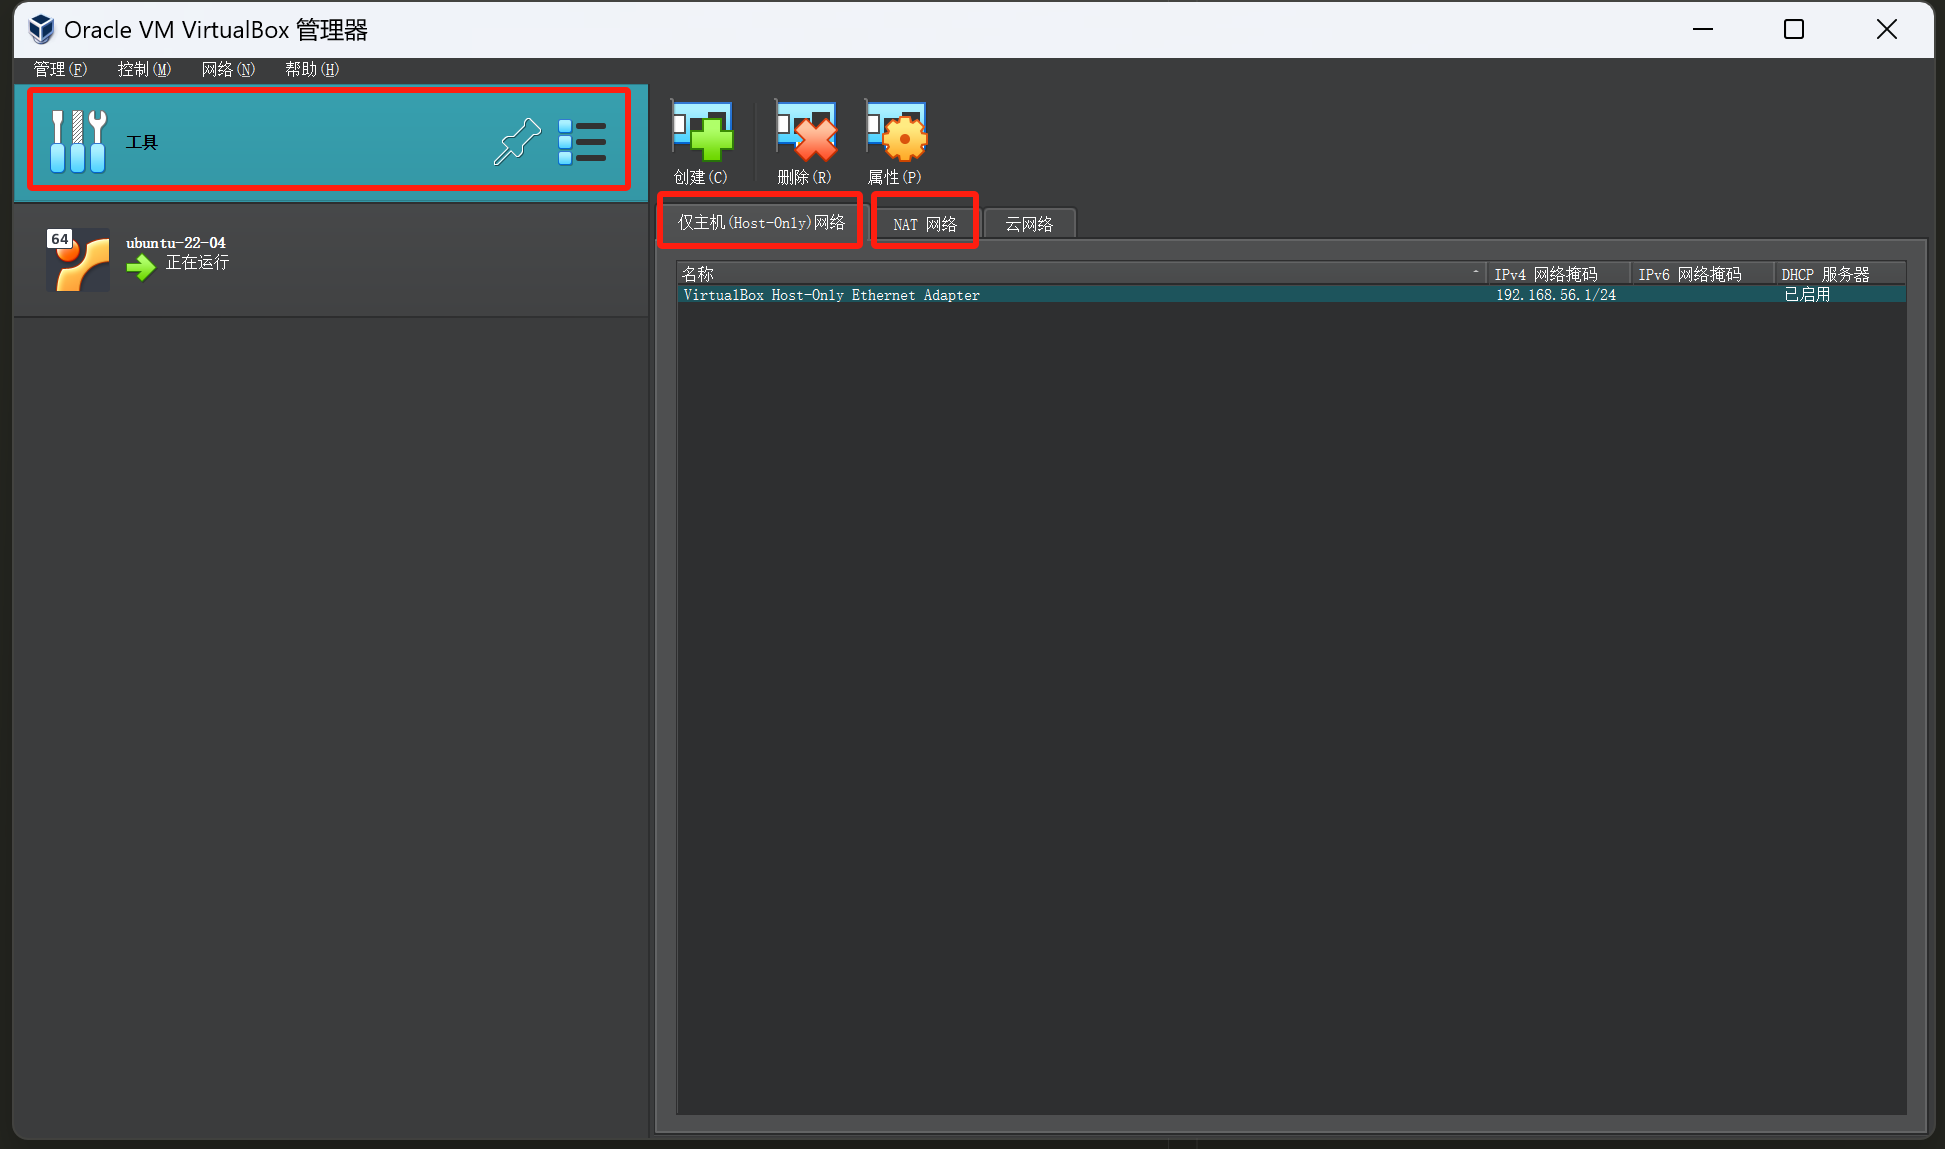 Oracle VM VirtualBox 管理器
管理(F) 控制(M) 网络(N) 帮助(H)
工具
64
ubuntu-22-04
正在运行
创建(C) 删除(R) 属性(P)
仅主机(Host-Only)网络 NAT 网络 云网络
名称 IPv4 网络掩码 IPv6 网络掩码 DHCP 服务器
VirtualBox Host-Only Ethernet Adapter 192.168.56.1/24 已启用